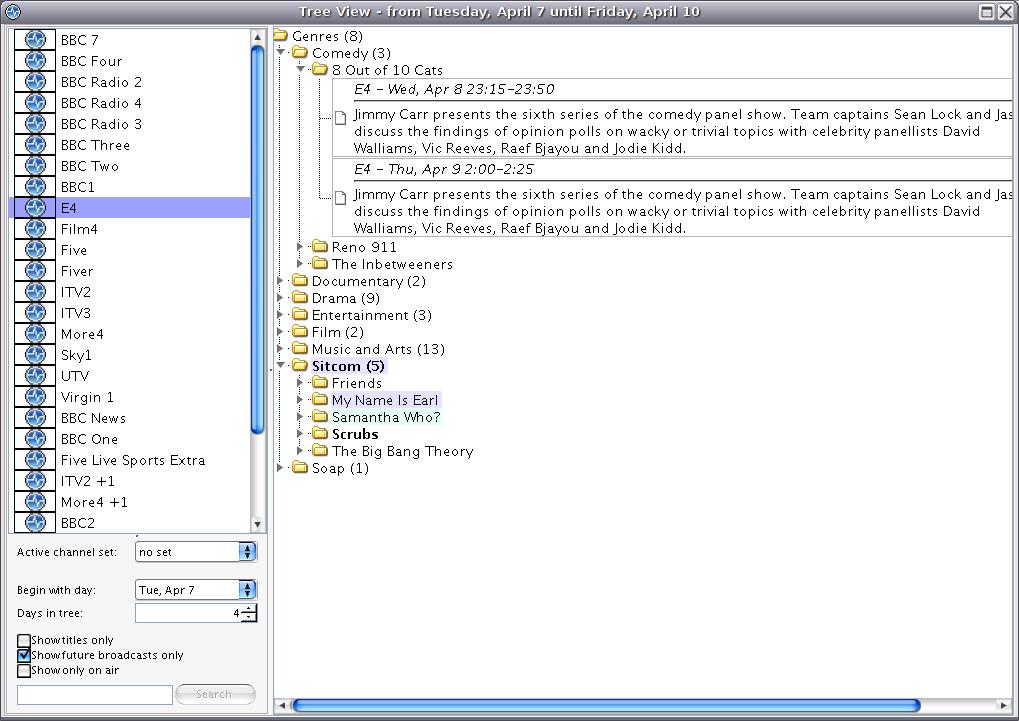 Tree View - from Tuesday, April 7 until Friday, April 10
BBC 7
BBC Four
BBC Radio 2
BBC Radio 4
BBC Radio 3
BBC Three
BBC Two
BBC1
E4
Film4
Five
Fiver
ITV2
ITV3
More4
Sky1
UTV
Virgin 1
BBC News
BBC One
Five Live Sports Extra
ITV2 +1
More4 +1
BBC2
Active channel set: no set
Begin with day: Tue, Apr 7
Days in tree: 4
Show titles only
Show future broadcasts only
Show only on air
Search
Genres (8)
Comedy (3)
8 Out of 10 Cats
E4 - Wed, Apr 8 23:15-23:50
Jimmy Carr presents the sixth series of the comedy panel show. Team captains Sean Lock and Jas
discuss the findings of opinion polls on wacky or trivial topics with celebrity panellists David
Walliams, Vic Reeves, Raef Bjayou and Jodie Kidd.
E4 - Thu, Apr 9 2:00-2:25
Jimmy Carr presents the sixth series of the comedy panel show. Team captains Sean Lock and Jas
discuss the findings of opinion polls on wacky or trivial topics with celebrity panellists David
Walliams, Vic Reeves, Raef Bjayou and Jodie Kidd.
Reno 911
The Inbetweeners
Documentary (2)
Drama (9)
Entertainment (3)
Film (2)
Music and Arts (13)
Sitcom (5)
Friends
My Name Is Earl
Samantha Who?
Scrubs
The Big Bang Theory
Soap (1)